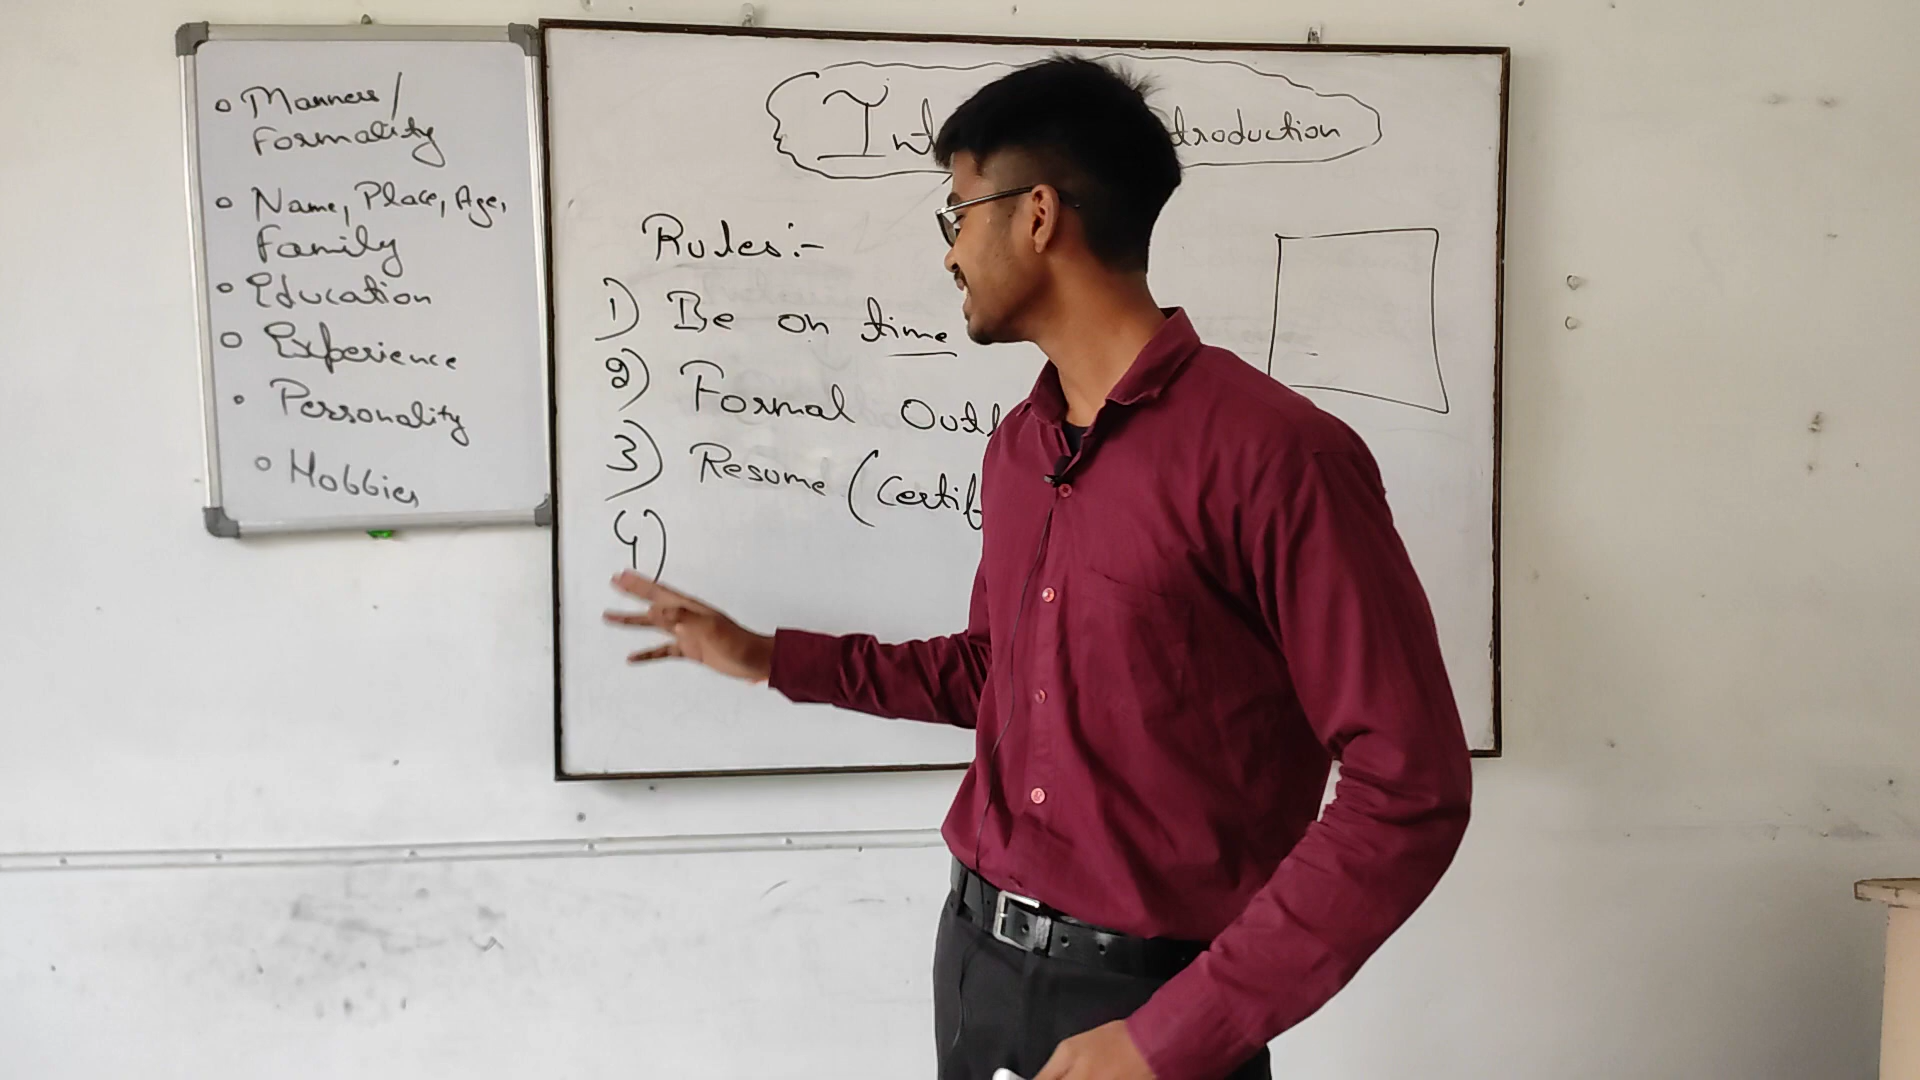 Manners/
Formality
Name, Place, Age,
Family
Education
Experience
Personality
Hobbies
Rules:-
1) Be on time
2) Formal
3) Resume
4)